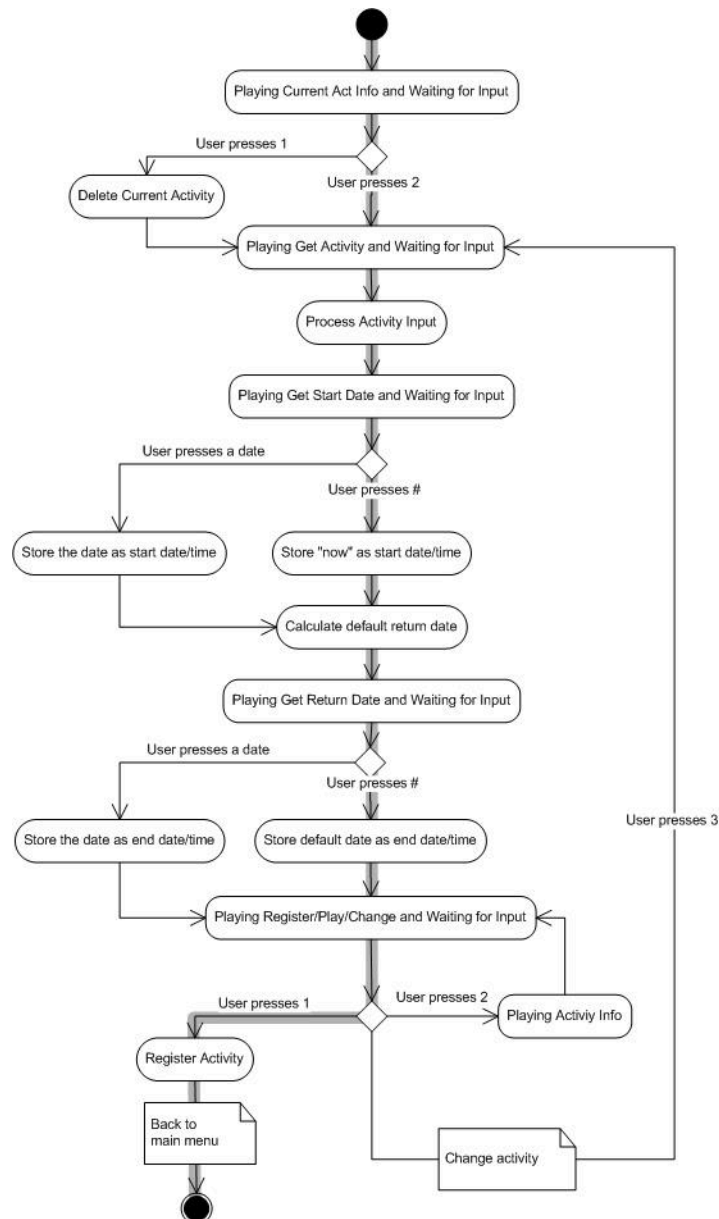 Playing Current Act Info and Waiting for Input
User presses 1
User presses 2
Delete Current Activity
Playing Get Activity and Waiting for Input
Process Activity Input
Playing Get Start Date and Waiting for Input
User presses a date
User presses #
Store the date as start date/time
Store "now" as start date/time
Calculate default return date
Playing Get Return Date and Waiting for Input
User presses a date
User presses #
User presses 3
Store the date as end date/time
Store default date as end date/time
Playing Register/Play/Change and Waiting for Input
User presses 1
User presses 2
Playing Activiy Info
Register Activity
Back to
main menu
Change activity